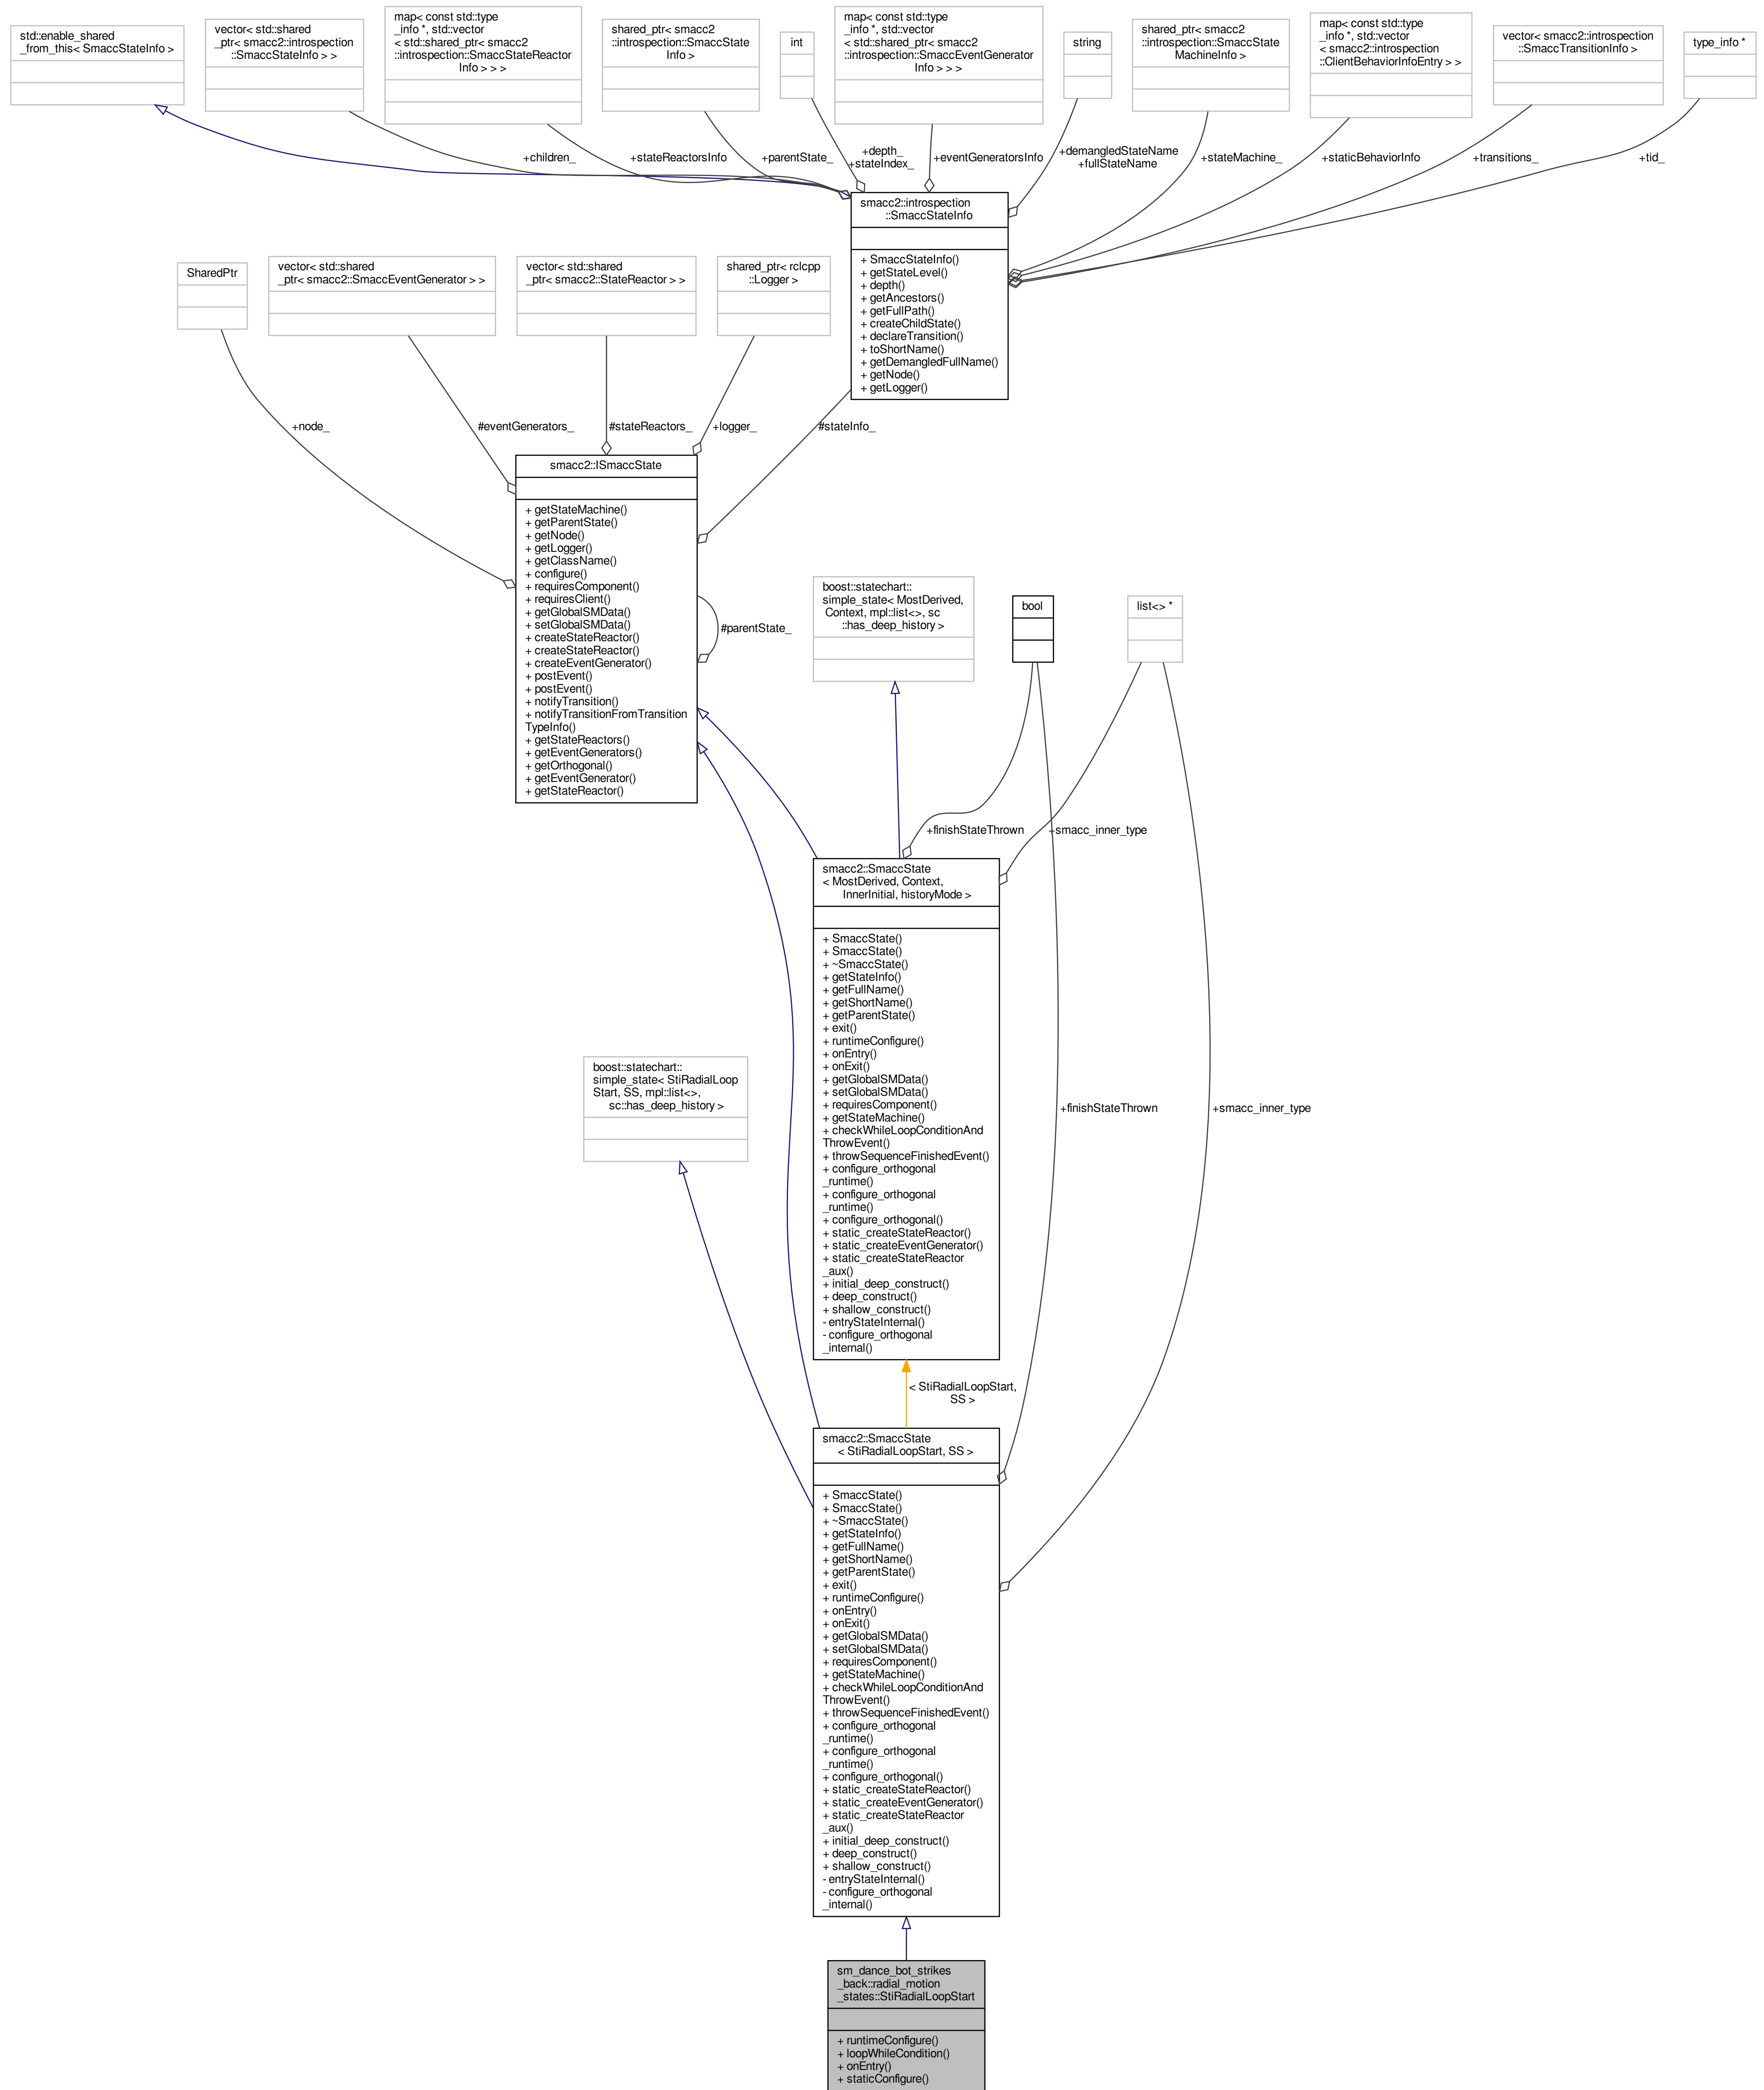 std::enable_shared
_from_this< SmaccStateInfo >
vector< std::shared
_ptr< smacc2::introspection
::SmaccStateInfo > >
map< const std::type
_info *, std::vector
< std::shared_ptr< smacc2
::introspection::SmaccStateReactor
Info > > >
shared_ptr< smacc2
::introspection::SmaccState
Info >
int
map< const std::type
_info *, std::vector
< std::shared_ptr< smacc2
::introspection::SmaccEventGenerator
Info > > >
string
shared_ptr< smacc2
::introspection::SmaccState
MachineInfo >
map< const std::type
_info *, std::vector
< smacc2::introspection
::ClientBehaviorInfoEntry > >
vector< smacc2::introspection
::SmaccTransitionInfo >
type_info *
+children_
+stateReactorsInfo
+parentState_
+depth_
+stateIndex_
+eventGeneratorsInfo
+demangledStateName
+fullStateName
+stateMachine_
+staticBehaviorInfo
+transitions_
+tid_
smacc2::introspection
::SmaccStateInfo
+ SmaccStateInfo()
+ getStateLevel()
+ depth()
+ getAncestors()
+ getFullPath()
+ createChildState()
+ declareTransition()
+ toShortName()
+ getDemangledFullName()
+ getNode()
+ getLogger()
SharedPtr
vector< std::shared
_ptr< smacc2::SmaccEventGenerator > >
vector< std::shared
_ptr< smacc2::StateReactor > >
shared_ptr< rclcpp
::Logger >
+node_
#eventGenerators_
#stateReactors_
+logger_
#stateInfo_
smacc2::ISmaccState
+ getStateMachine()
+ getParentState()
+ getNode()
+ getLogger()
+ getClassName()
+ configure()
+ requiresComponent()
+ requiresClient()
+ getGlobalSMData()
+ setGlobalSMData()
+ createStateReactor()
+ createStateReactor()
+ createEventGenerator()
+ postEvent()
+ postEvent()
+ notifyTransition()
+ notifyTransitionFromTransition
TypeInfo()
+ getStateReactors()
+ getEventGenerators()
+ getOrthogonal()
+ getEventGenerator()
+ getStateReactor()
#parentState_
boost::statechart::
simple_state< MostDerived,
Context, mpl::list<>, sc
::has_deep_history >
bool
list<> *
+finishStateThrown
+smacc_inner_type
smacc2::SmaccState
< MostDerived, Context,
InnerInitial, historyMode >
+ SmaccState()
+ SmaccState()
+ ~SmaccState()
+ getStateInfo()
+ getFullName()
+ getShortName()
+ getParentState()
+ exit()
+ runtimeConfigure()
+ onEntry()
+ onExit()
+ getGlobalSMData()
+ setGlobalSMData()
+ requiresComponent()
+ getStateMachine()
+ checkWhileLoopConditionAnd
ThrowEvent()
+ throwSequenceFinishedEvent()
+ configure_orthogonal
_runtime()
+ configure_orthogonal
_runtime()
+ configure_orthogonal()
+ static_createStateReactor()
+ static_createEventGenerator()
+ static_createStateReactor
_aux()
+ initial_deep_construct()
+ deep_construct()
+ shallow_construct()
- entryStateInternal()
- configure_orthogonal
_internal()
boost::statechart::
simple_state< StiRadialLoop
Start, SS, mpl::list<>,
sc::has_deep_history >
+finishStateThrown
+smacc_inner_type
< StiRadialLoopStart,
SS >
smacc2::SmaccState
< StiRadialLoopStart, SS >
+ SmaccState()
+ SmaccState()
+ ~SmaccState()
+ getStateInfo()
+ getFullName()
+ getShortName()
+ getParentState()
+ exit()
+ runtimeConfigure()
+ onEntry()
+ onExit()
+ getGlobalSMData()
+ setGlobalSMData()
+ requiresComponent()
+ getStateMachine()
+ checkWhileLoopConditionAnd
ThrowEvent()
+ throwSequenceFinishedEvent()
+ configure_orthogonal
_runtime()
+ configure_orthogonal
_runtime()
+ configure_orthogonal()
+ static_createStateReactor()
+ static_createEventGenerator()
+ static_createStateReactor
_aux()
+ initial_deep_construct()
+ deep_construct()
+ shallow_construct()
- entryStateInternal()
- configure_orthogonal
_internal()
sm_dance_bot_strikes
_back::radial_motion
_states::StiRadialLoopStart
+ runtimeConfigure()
+ loopWhileCondition()
+ onEntry()
+ staticConfigure()